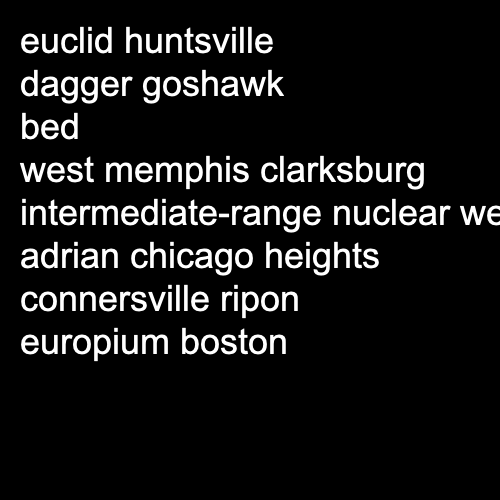 euclid huntsville
dagger goshawk
bed
west memphis clarksburg
intermediate-range nuclear we
adrian chicago heights
connersville ripon
europium boston